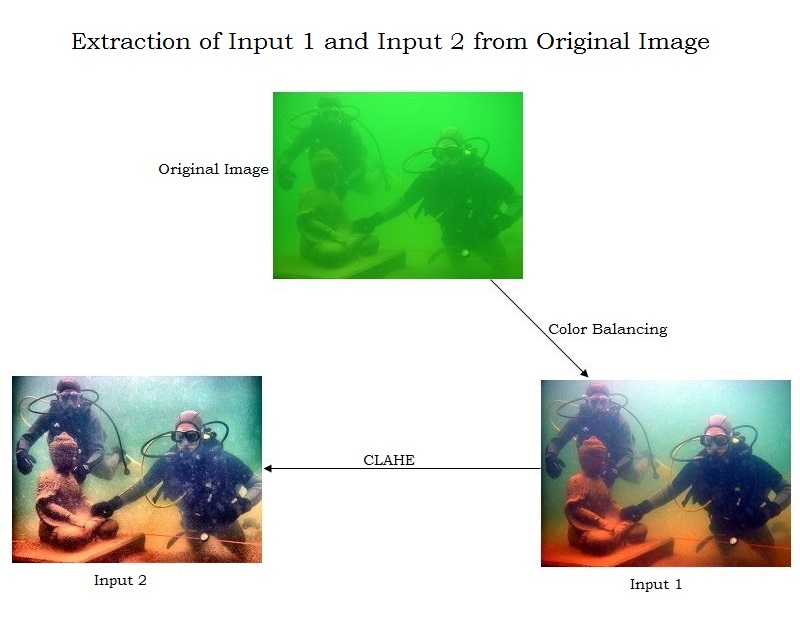 Extraction of Input 1 and Input 2 from Original Image
Original Image
Color Balancing
CLAHE
Input 2
Input 1